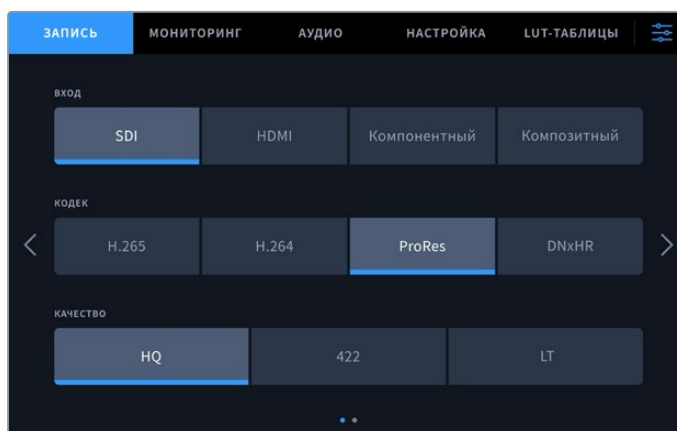 ЗАПИСЬ МОНИТОРИНГ АУДИО НАСТРОЙКА LUT-ТАБЛИЦЫ
ВХОД
SDI HDMI Компонентный Композитный
КОДЕК
H.265 H.264 ProRes DNxHR
КАЧЕСТВО
HQ 422 LT